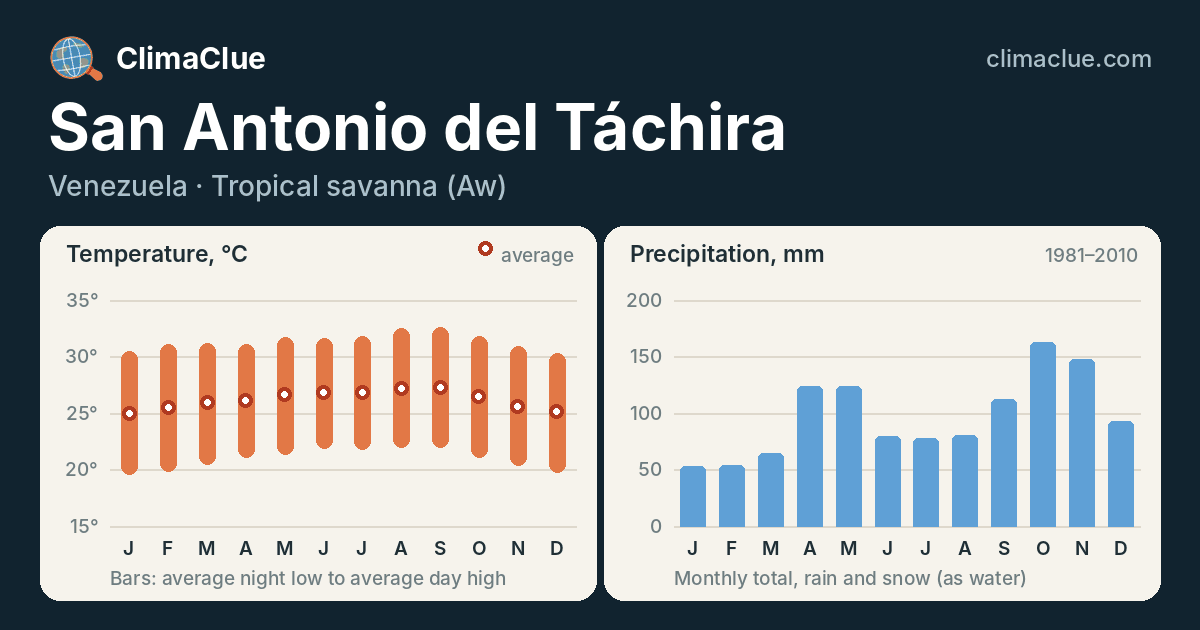 ClimaClue
climaclue.com
San Antonio del Táchira
Venezuela · Tropical savanna (Aw)
Temperature, °C
average
35°
30°
25°
20°
15°
J F M A M J J A S O N D
Bars: average night low to average day high
Precipitation, mm
1981–2010
200
150
100
50
0
J F M A M J J A S O N D
Monthly total, rain and snow (as water)